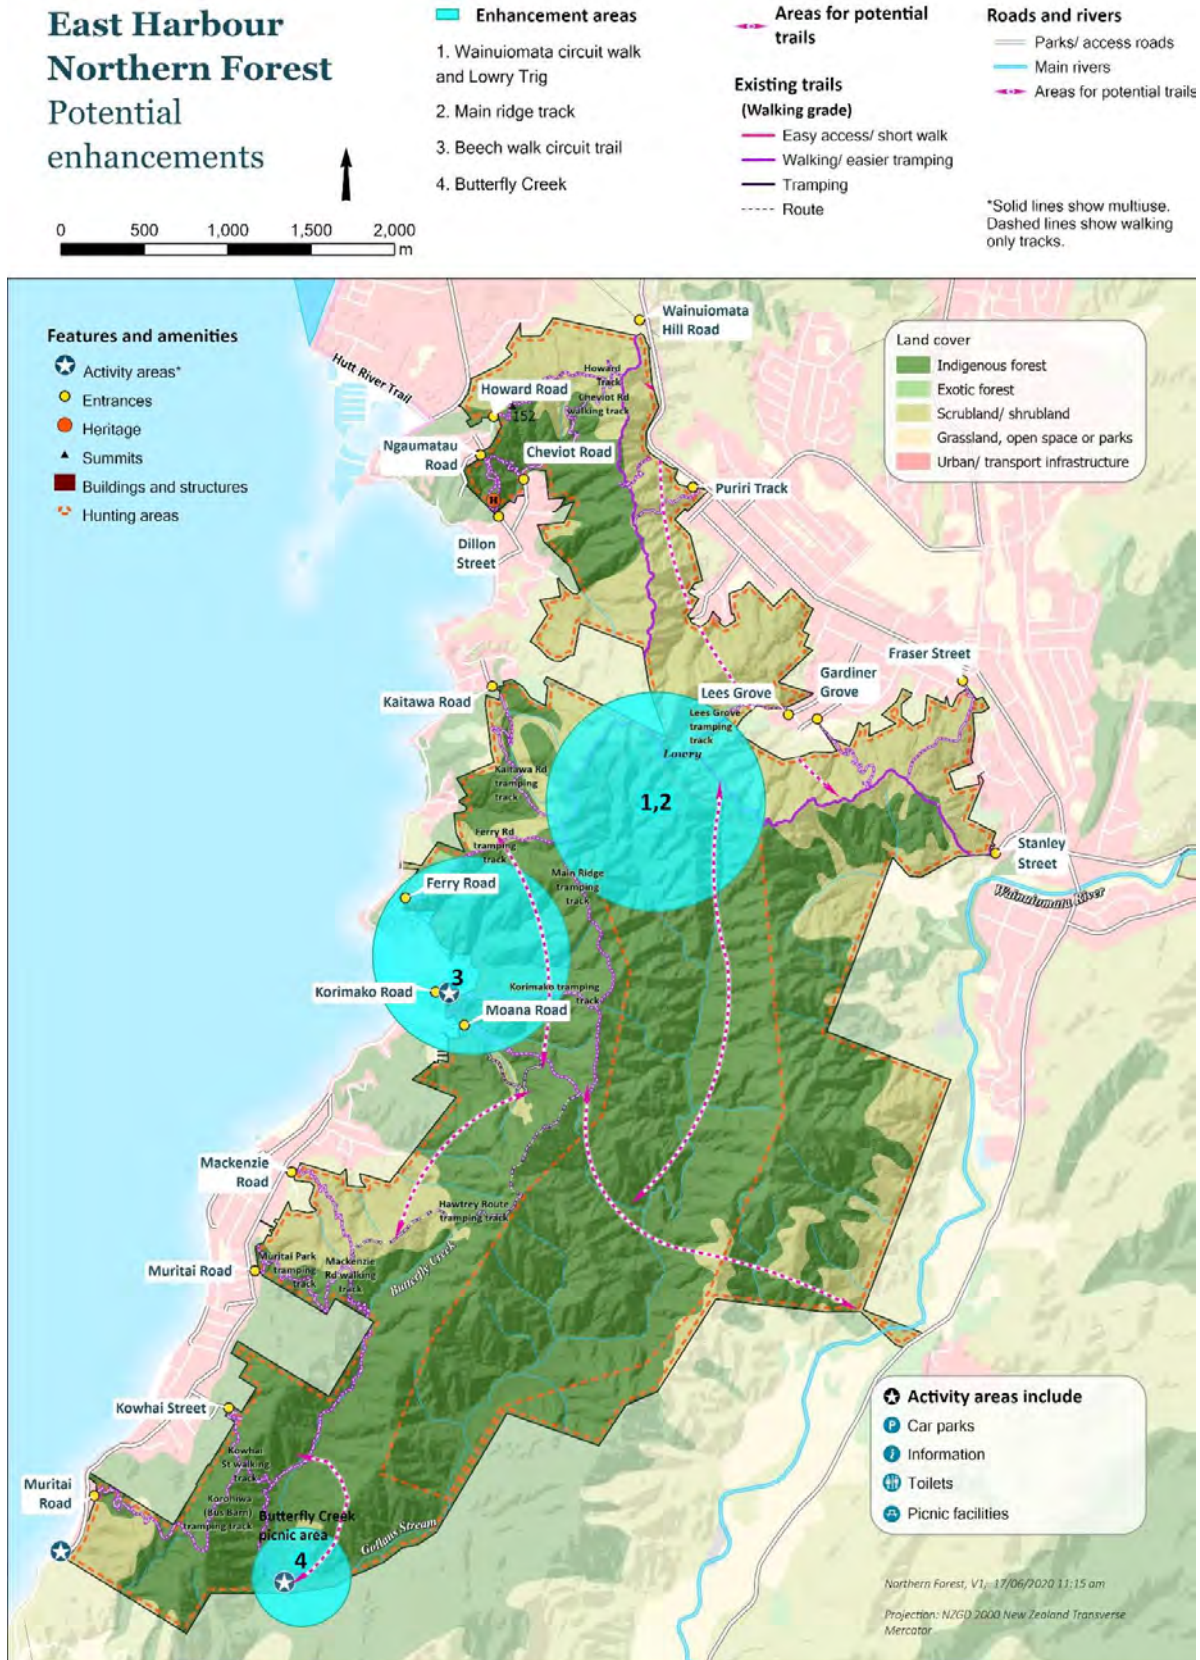 East Harbour
Northern Forest
Potential
enhancements
0 500 1,000 1,500 2,000
m
Enhancement areas
1. Wainuiomata circuit walk
and Lowry Trig
2. Main ridge track
3. Beech walk circuit trail
4. Butterfly Creek
Areas for potential
trails
Existing trails
(Walking grade)
Easy access/ short walk
Walking/ easier tramping
Tramping
Route
Roads and rivers
Parks/ access roads
Main rivers
Areas for potential trails
*Solid lines show multiuse.
Dashed lines show walking
only tracks.
Features and amenities
Activity areas*
Entrances
Heritage
Summits
Buildings and structures
Hunting areas
Land cover
Indigenous forest
Exotic forest
Scrubland/ shrubland
Grassland, open space or parks
Urban/ transport infrastructure
Wainuiomata
Hill Road
Hutt River Trail
Howard
Track
Howard Road
Cheviot Rd
walking track
152
Ngaumatau
Road
Cheviot Road
Puriri Track
H
Dillon
Street
Fraser Street
Gardiner
Grove
Lees Grove
Kaitawa Road
Lees Grove
tramping
track
Lowry
Kaitawa Rd
tramping
track
1,2
Ferry Rd
tramping
track
Stanley
Street
Main Ridge
tramping
track
Ferry Road
Wainuiomata River
3
Korimako Road
Korimako tramping
track
Moana Road
Mackenzie
Road
Hawtrey Route
tramping track
Muritai Park
tramping
track
Mackenzie
Rd walking
track
Butterfly Creek
Muritai Road
Kowhai Street
Kowhai
St walking
track
Muritai
Road
Korohiwa
(Bus Barn)
tramping track
Butterfly Creek
picnic area
Gollans Stream
4
Activity areas include
P
Car parks
i
Information
Toilets
Picnic facilities
Northern Forest, V1, 17/06/2020 11:15 am
Projection: NZGD 2000 New Zealand Transverse
Mercator